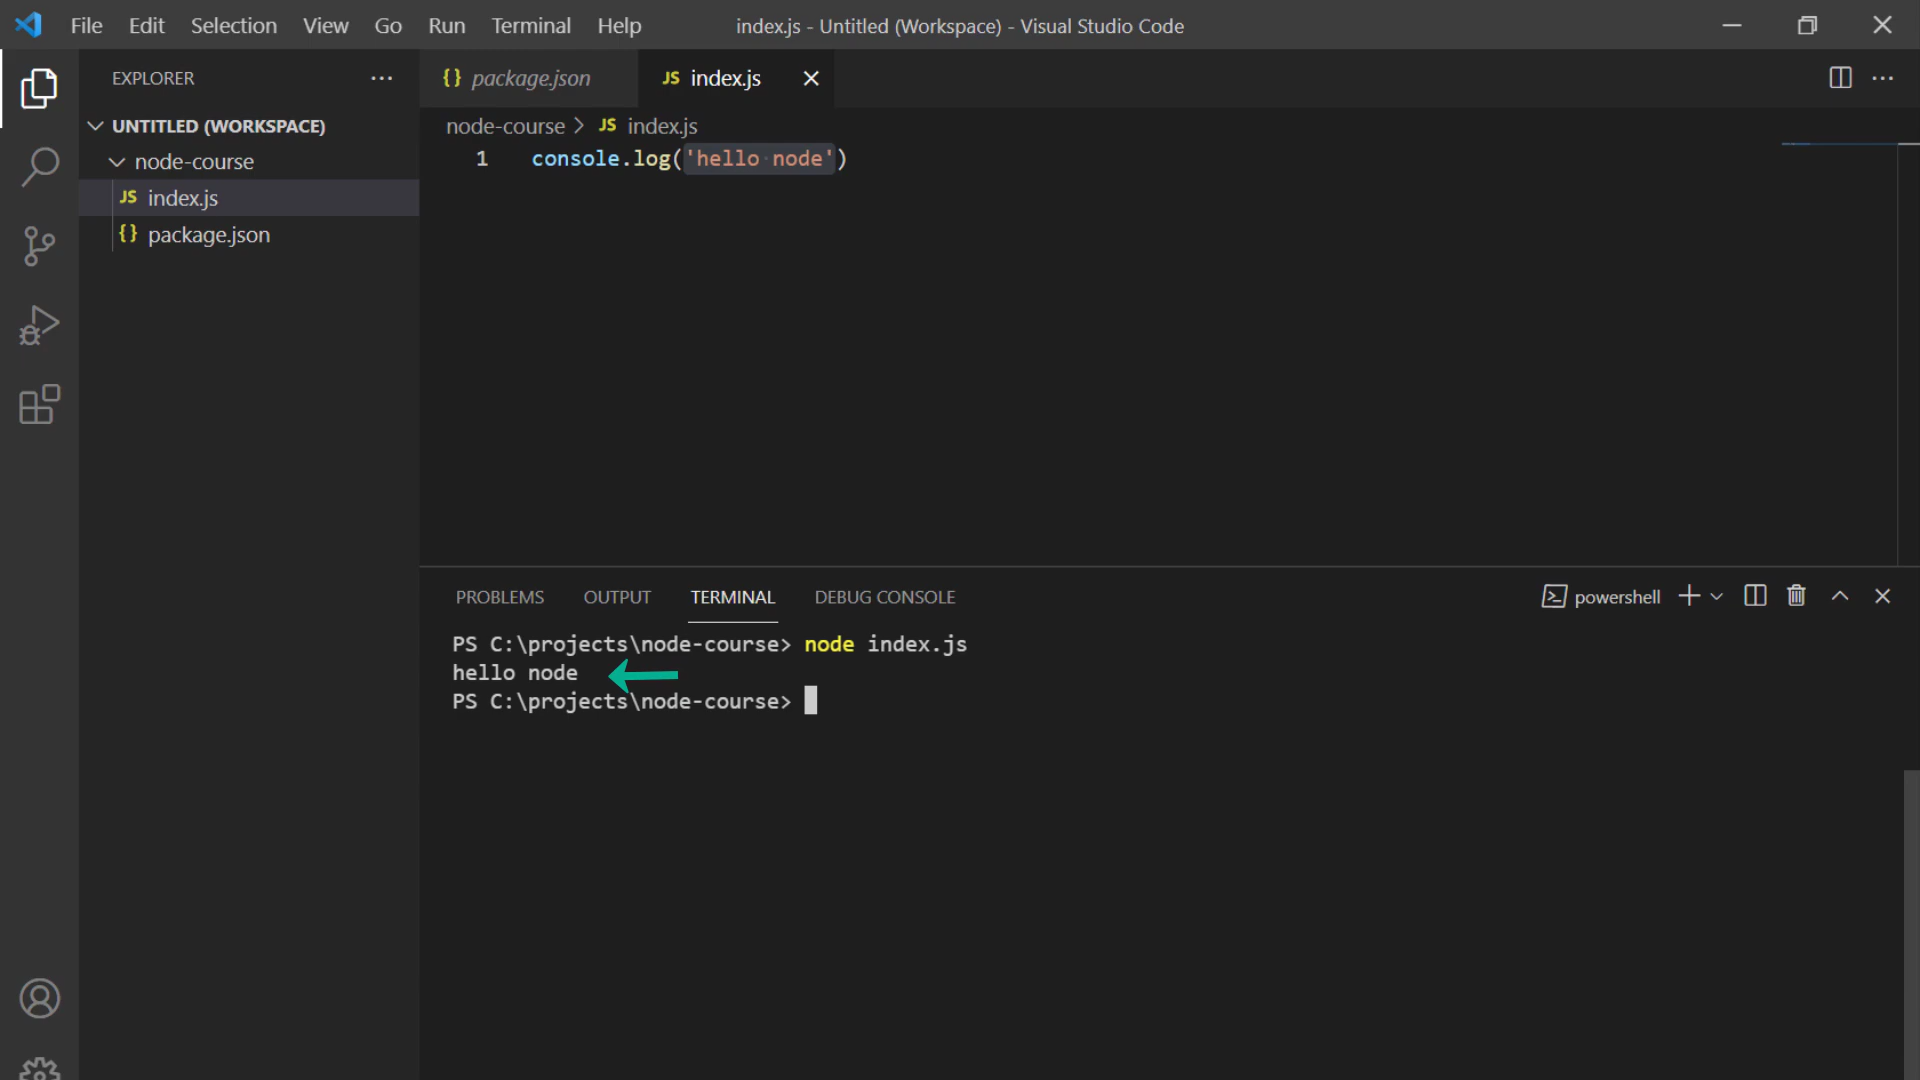 File Edit Selection View Go Run Terminal Help index.js - Untitled (Workspace) - Visual Studio Code
EXPLORER
{} package.json JS index.js
UNTITLED (WORKSPACE)
node-course
JS index.js
{} package.json
node-course > JS index.js
1 console.log('hello node')
PROBLEMS OUTPUT TERMINAL DEBUG CONSOLE powershell
PS C:\projects\node-course> node index.js
hello node
PS C:\projects\node-course>